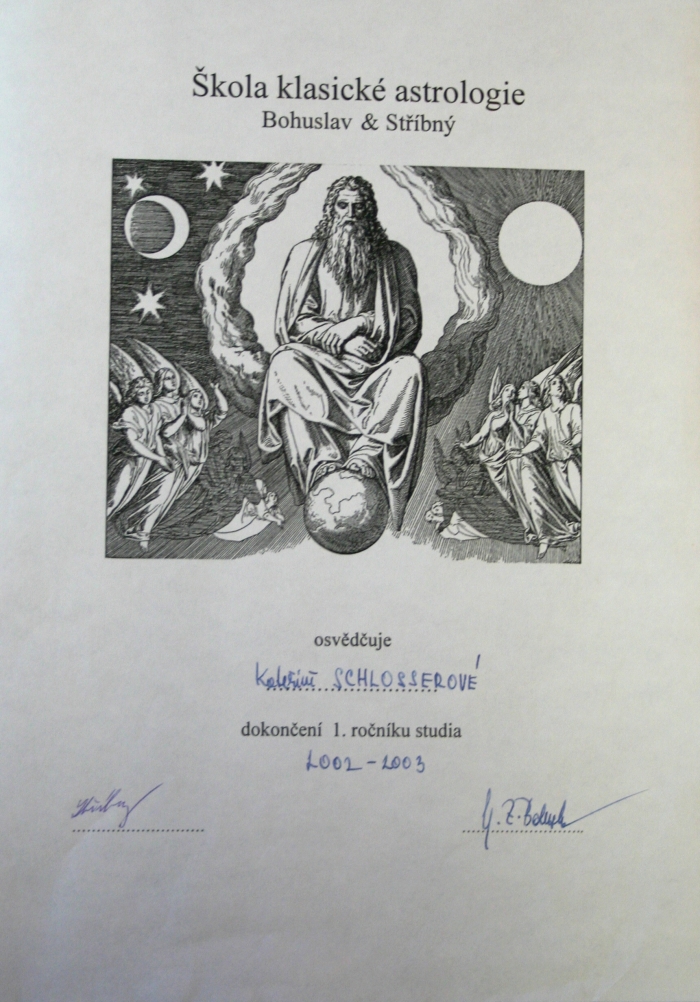 Škola klasické astrologie
Bohuslav & Stříbný
osvědčuje
Kateřině SCHLOSSEROVÉ
dokončení 1. ročníku studia
2002 - 2003